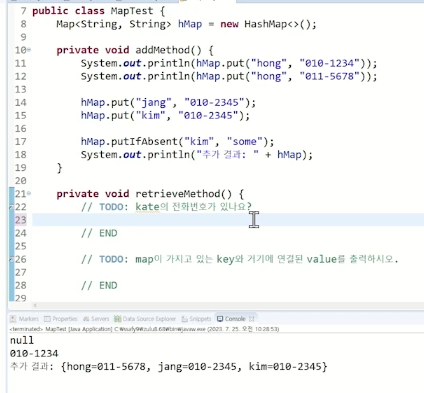 7 public class MapTest {
8 Map<String, String> hMap = new HashMap<>();
9
10 private void addMethod() {
11 System.out.println(hMap.put("hong", "010-1234"));
12 System.out.println(hMap.put("hong", "011-5678"));
13
14 hMap.put("jang", "010-2345");
15 hMap.put("kim", "010-2345");
16
17 hMap.putIfAbsent("kim", "some");
18 System.out.println("추가 결과: " + hMap);
19 }
20
21 private void retrieveMethod() {
22 // TODO: kate의 전화번호가 있나요?
23
24 // END
25
26 // TODO: map이 가지고 있는 key와 거기에 연결된 value를 출력하시오.
27
28 // END
29
Markers Properties Servers Data Source Explorer Snippets Console
<terminated> MapTest [Java Application] (2023. 7. 25. 오전 10:28:53)
null
010-1234
추가 결과: {hong=011-5678, jang=010-2345, kim=010-2345}